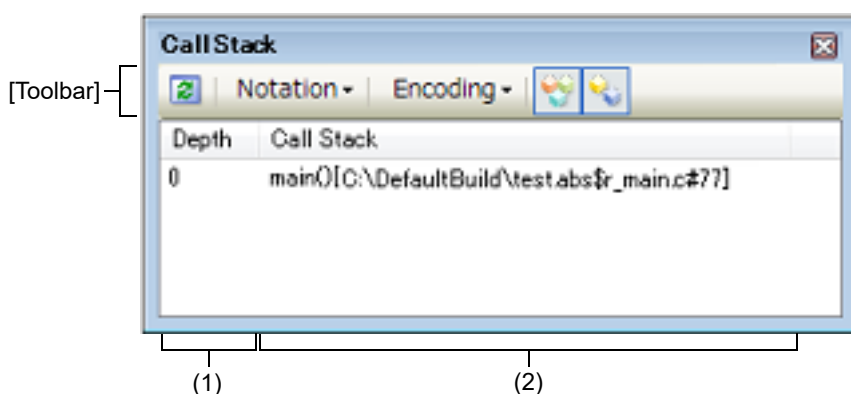 Call Stack
[Toolbar]
Notation
Encoding
Depth Call Stack
0 main()[C:\DefaultBuild\test.abs$r_main.c#77]
(1) (2)